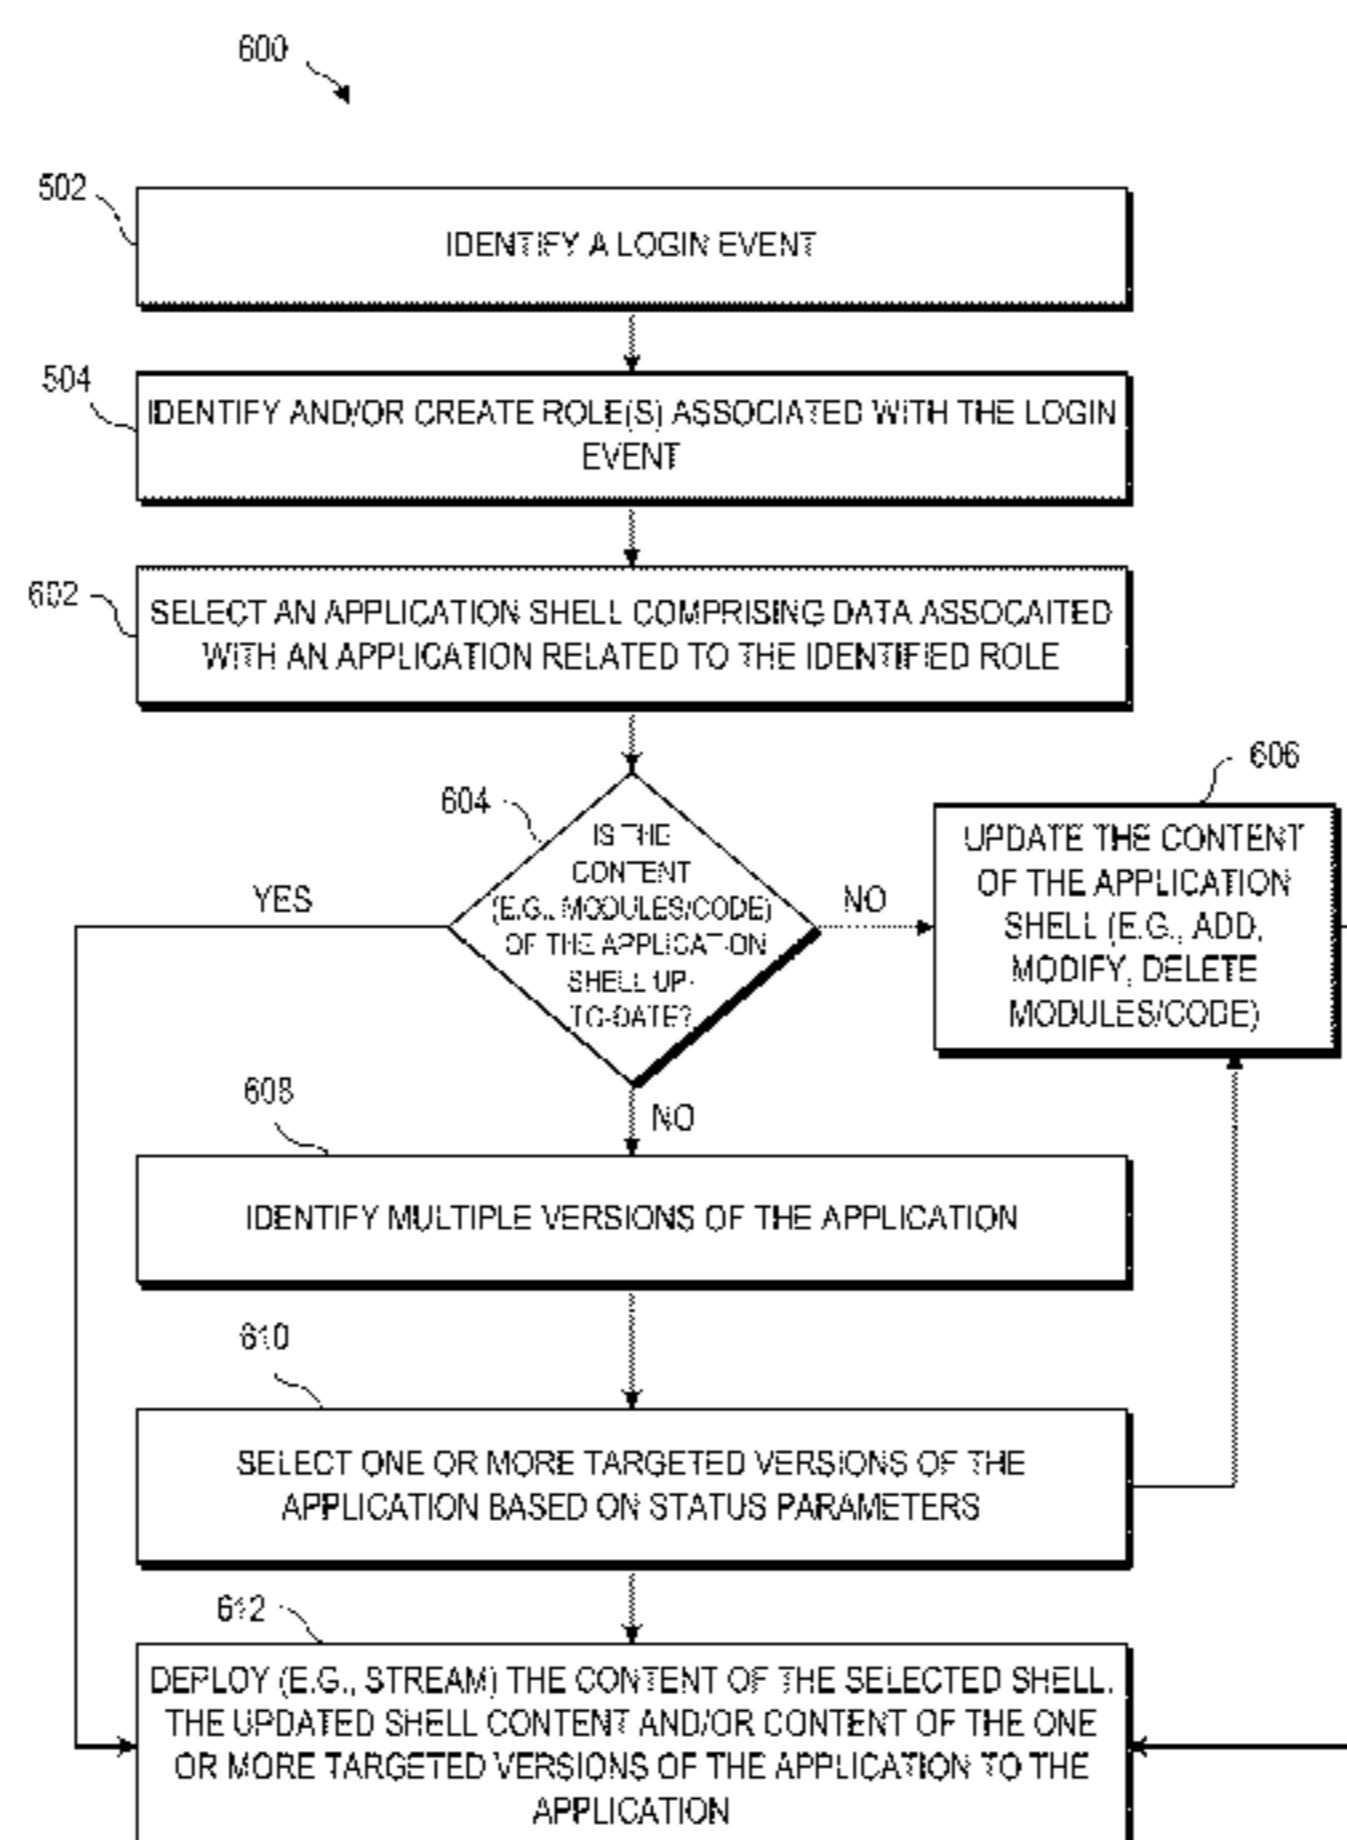 600
502
IDENTIFY A LOGIN EVENT
504
IDENTIFY AND/OR CREATE ROLE(S) ASSOCIATED WITH THE LOGIN
EVENT
602
SELECT AN APPLICATION SHELL COMPRISING DATA ASSOCAITED
WITH AN APPLICATION RELATED TO THE IDENTIFIED ROLE
604
IS THE
CONTENT
(E.G., MODULES/CODE)
OF THE APPLICATION
SHELL UP-
TO-DATE?
YES
NO
606
UPDATE THE CONTENT
OF THE APPLICATION
SHELL (E.G., ADD,
MODIFY, DELETE
MODULES/CODE)
NO
608
IDENTIFY MULTIPLE VERSIONS OF THE APPLICATION
610
SELECT ONE OR MORE TARGETED VERSIONS OF THE
APPLICATION BASED ON STATUS PARAMETERS
612
DEPLOY (E.G., STREAM) THE CONTENT OF THE SELECTED SHELL,
THE UPDATED SHELL CONTENT AND/OR CONTENT OF THE ONE
OR MORE TARGETED VERSIONS OF THE APPLICATION TO THE
APPLICATION